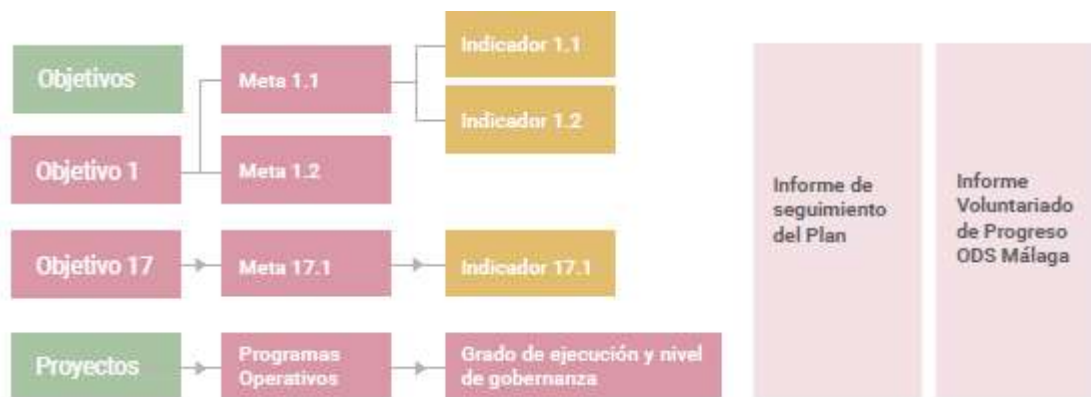 Objetivos
Objetivo 1
Meta 1.1
Meta 1.2
Indicador 1.1
Indicador 1.2
Objetivo 17
Meta 17.1
Indicador 17.1
Proyectos
Programas
Operativos
Grado de ejecución y nivel
de gobernanza
Informe de
seguimiento
del Plan
Informe
Voluntariado
de Progreso
ODS Málaga